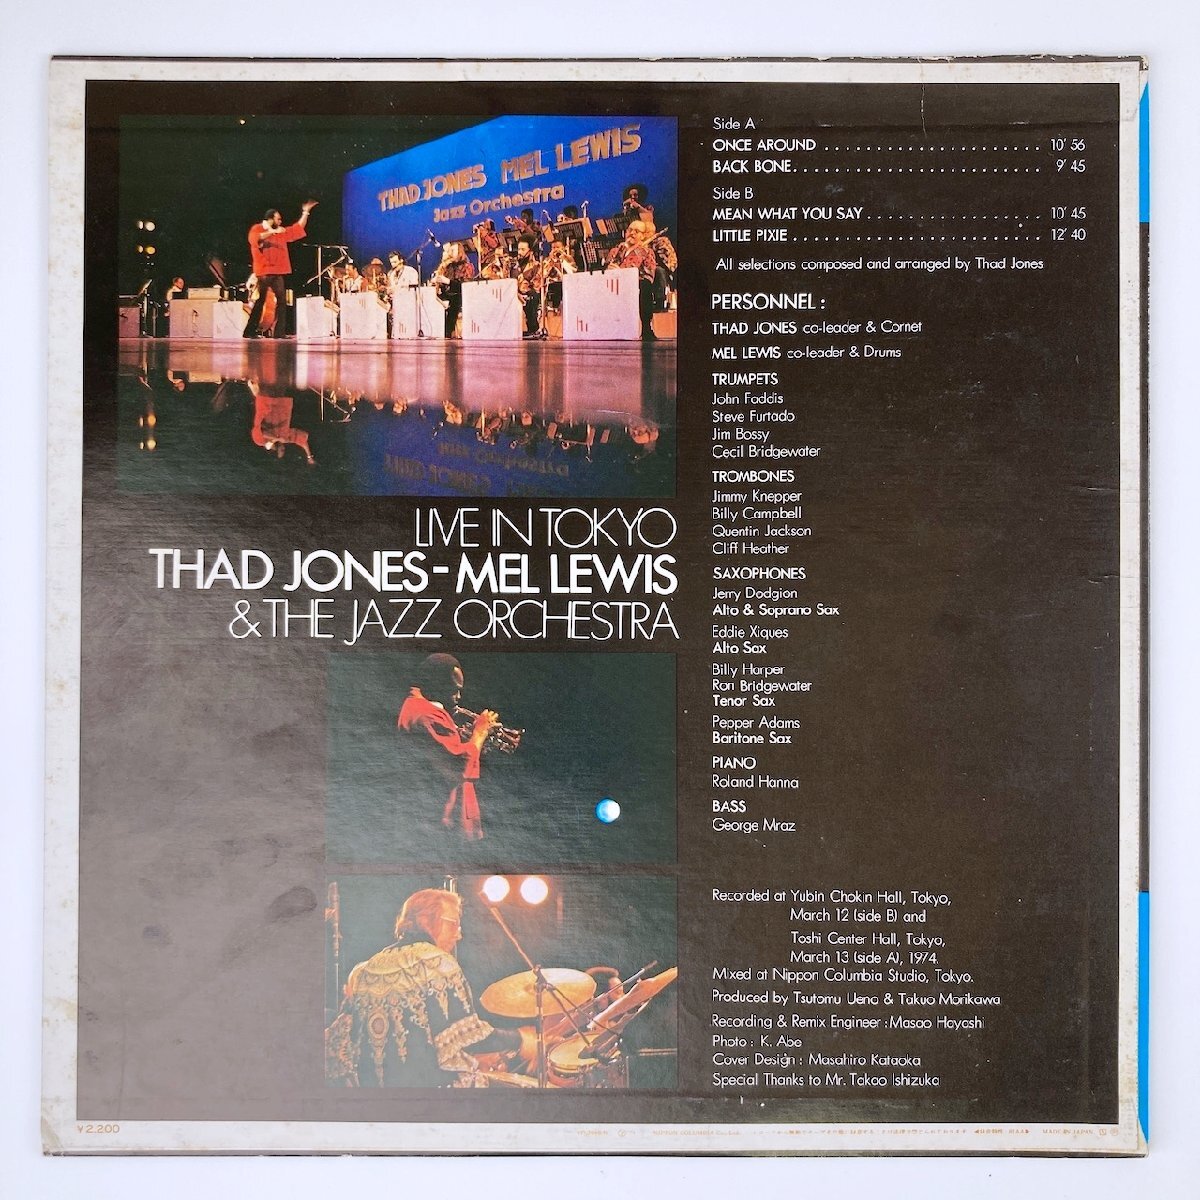 THAD JONES MEL LEWIS
Jazz Orchestra
LIVE IN TOKYO
THAD JONES-MEL LEWIS
& THE JAZZ ORCHESTRA
Side A
ONCE AROUND ..................... 10' 56
BACK BONE........................ 9' 45
Side B
MEAN WHAT YOU SAY ................. 10' 45
LITTLE PIXIE ........................ 12' 40
All selections composed and arranged by Thad Jones
PERSONNEL :
THAD JONES co-leader & Cornet
MEL LEWIS co-leader & Drums
TRUMPETS
John Faddis
Steve Furtado
Jim Bossy
Cecil Bridgewater
TROMBONES
Jimmy Knepper
Billy Campbell
Quentin Jackson
Cliff Heather
SAXOPHONES
Jerry Dodgion
Alto & Soprano Sax
Eddie Xiques
Alto Sax
Billy Harper
Ron Bridgewater
Tenor Sax
Pepper Adams
Baritone Sax
PIANO
Roland Hanna
BASS
George Mraz
Recorded at Yubin Chokin Hall, Tokyo,
March 12 (side B) and
Toshi Center Hall, Tokyo,
March 13 (side A), 1974.
Mixed at Nippon Columbia Studio, Tokyo.
Produced by Tsutomu Ueno & Takuo Morikawa
Recording & Remix Engineer : Masao Hayashi
Photo : K. Abe
Cover Design : Masahiro Kataoka
Special Thanks to Mr. Takao Ishizuka
¥2,200
MADE IN JAPAN